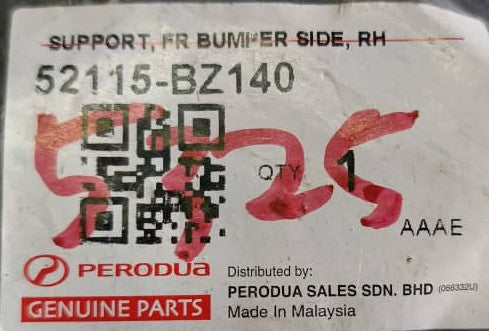 SUPPORT, FR BUMPER SIDE, RH
52115-BZ140
QTY 1
AAAE
PERODUA
GENUINE PARTS
Distributed by:
PERODUA SALES SDN. BHD (066332U)
Made In Malaysia